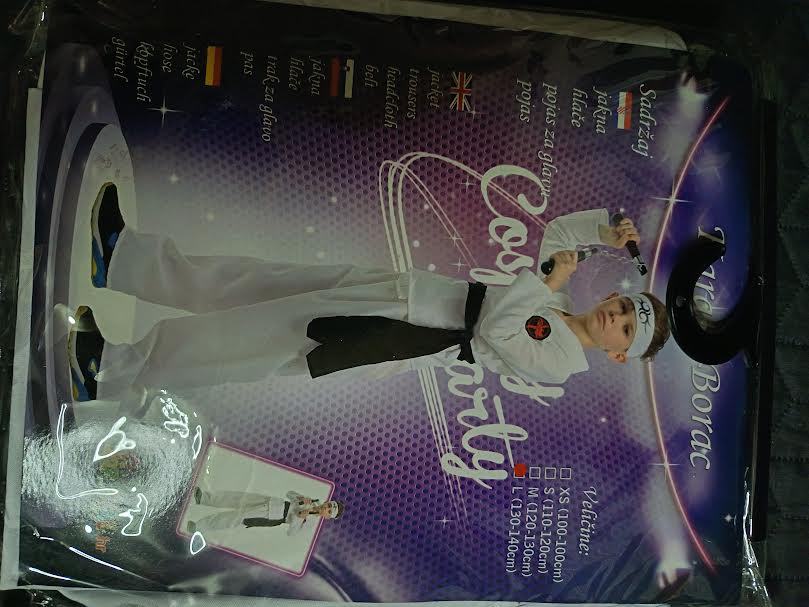 Borac
Sadržaj
jakna
hlače
pojas za glavu
pojas
jacket
trousers
headcloth
belt
jakna
hlače
trak za glavo
pas
jacke
hose
kopftuch
gürtel
Cosy
Party
Veličine:
XS (100-100cm)
S (110-120cm)
M (120-130cm)
L (130-140cm)